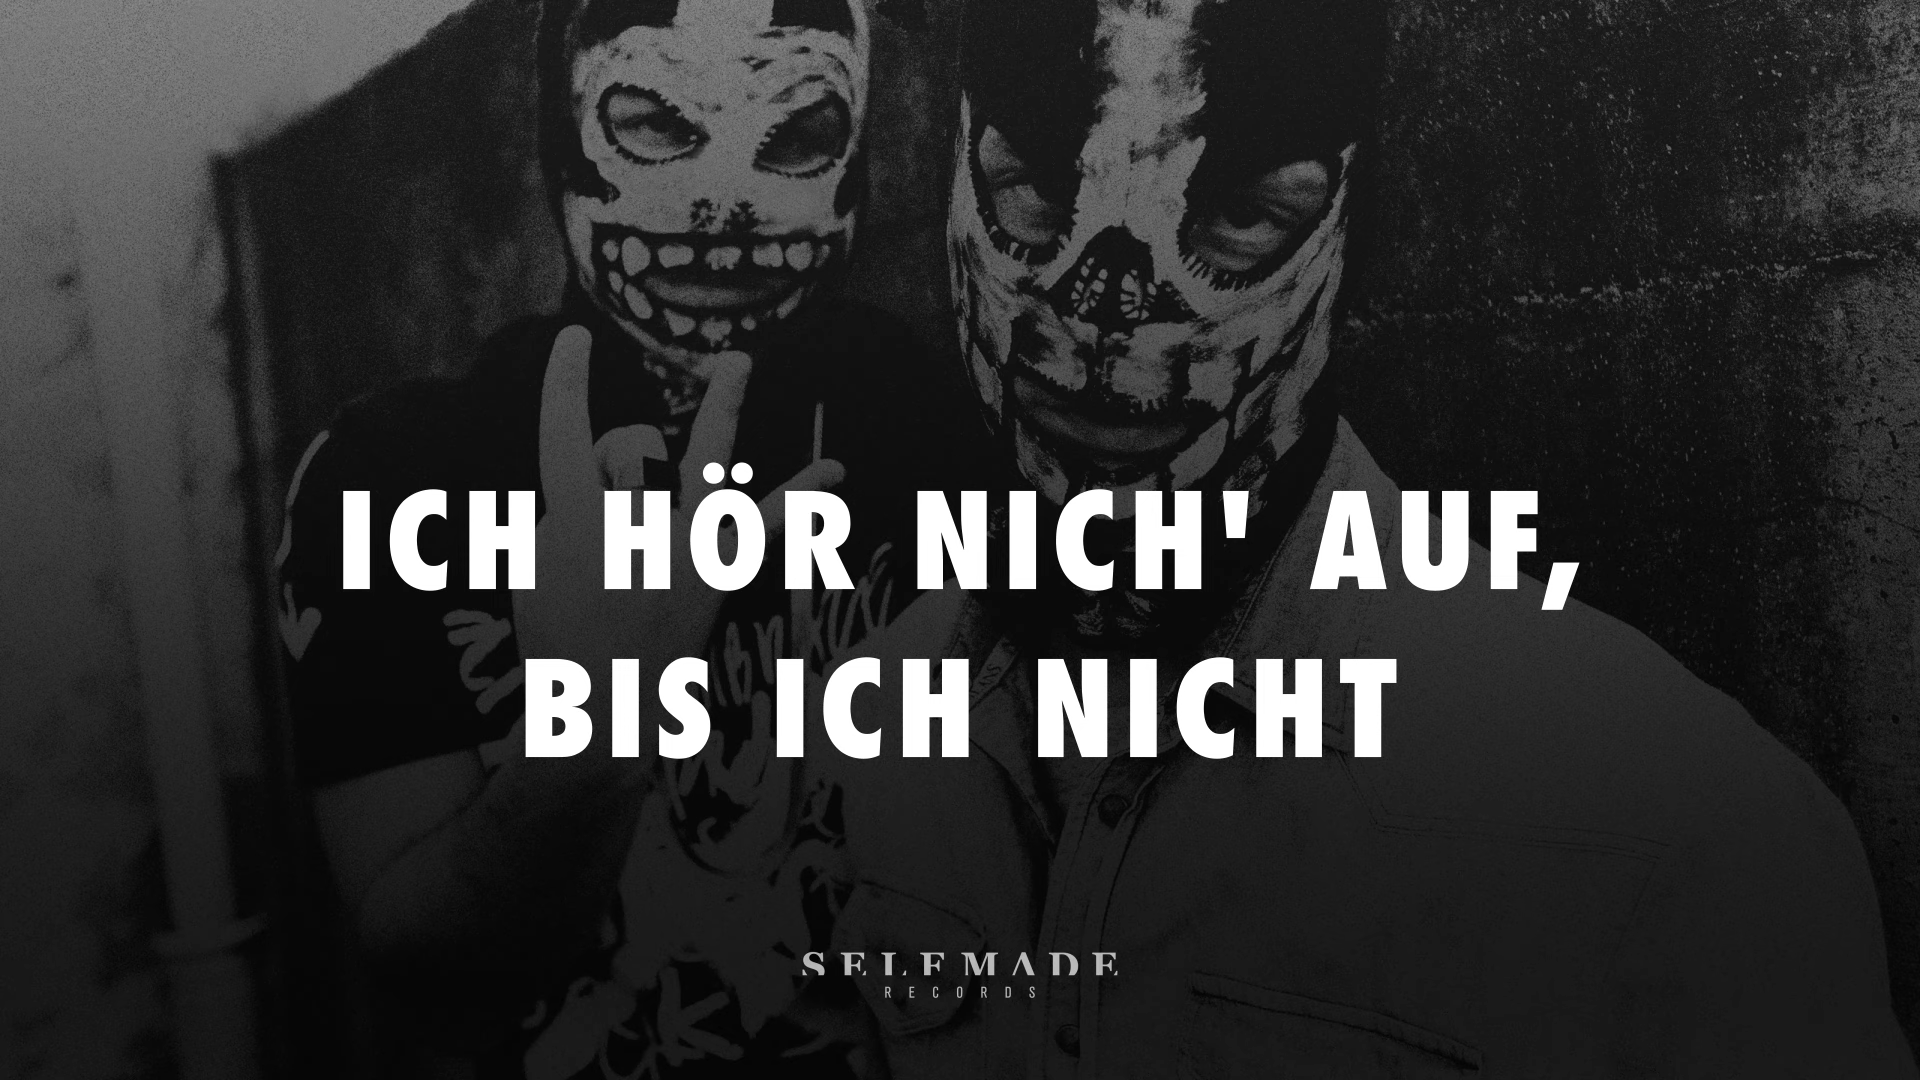 ICH HÖR NICH' AUF,
BIS ICH NICHT
SELFMADE
RECORDS